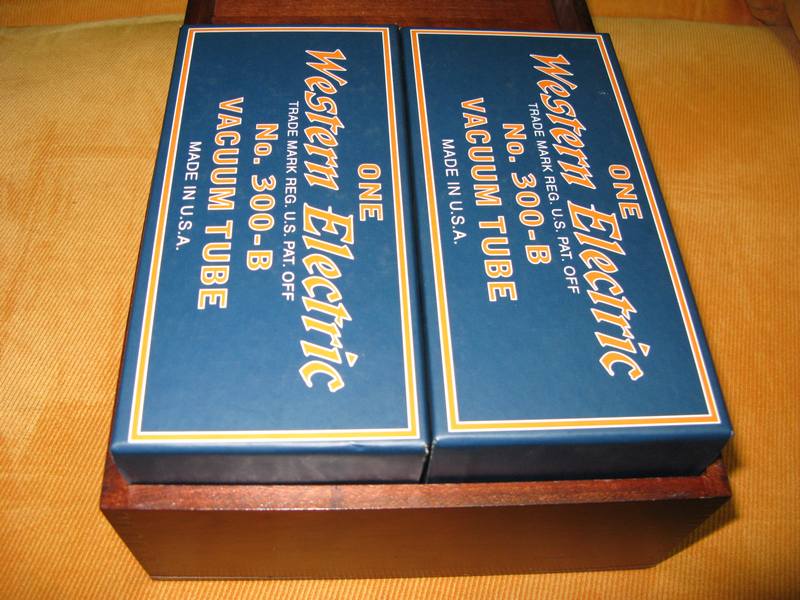 ONE
Western Electric
TRADE MARK REG. U.S. PAT. OFF
No. 300-B
VACUUM TUBE
MADE IN U.S.A.
ONE
Western Electric
TRADE MARK REG. U.S. PAT. OFF
No. 300-B
VACUUM TUBE
MADE IN U.S.A.